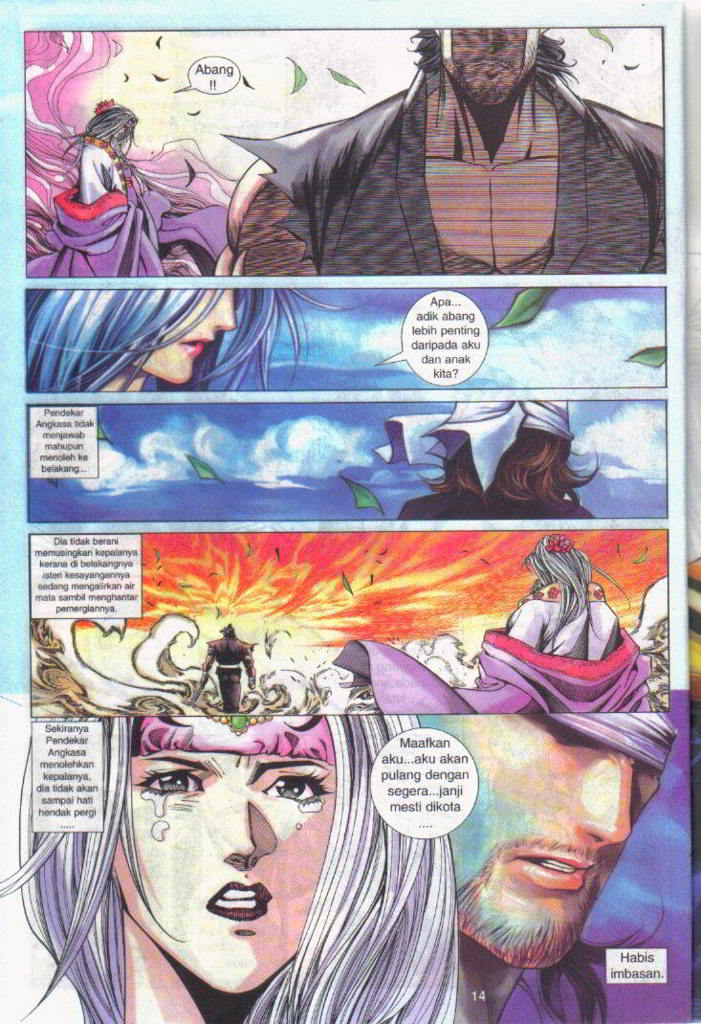 Abang
!!
Apa...
adik abang
lebih penting
daripada aku
dan anak
kita?
Pendekar
Angkasa tidak
menjawab
mahupun
menoleh ke
belakang...
Dia tidak berani
memusingkan kepalanya
kerana di belakangnya
isteri kesayangannya
sedang mengalirkan air
mata sambil menghantar
pemergiannya.
Sekiranya
Pendekar
Angkasa
menolehkan
kepalanya,
dia tidak akan
sampai hati
hendak pergi
.....
Maafkan
aku...aku akan
pulang dengan
segera...janji
mesti dikota
....
Habis
imbasan.
14